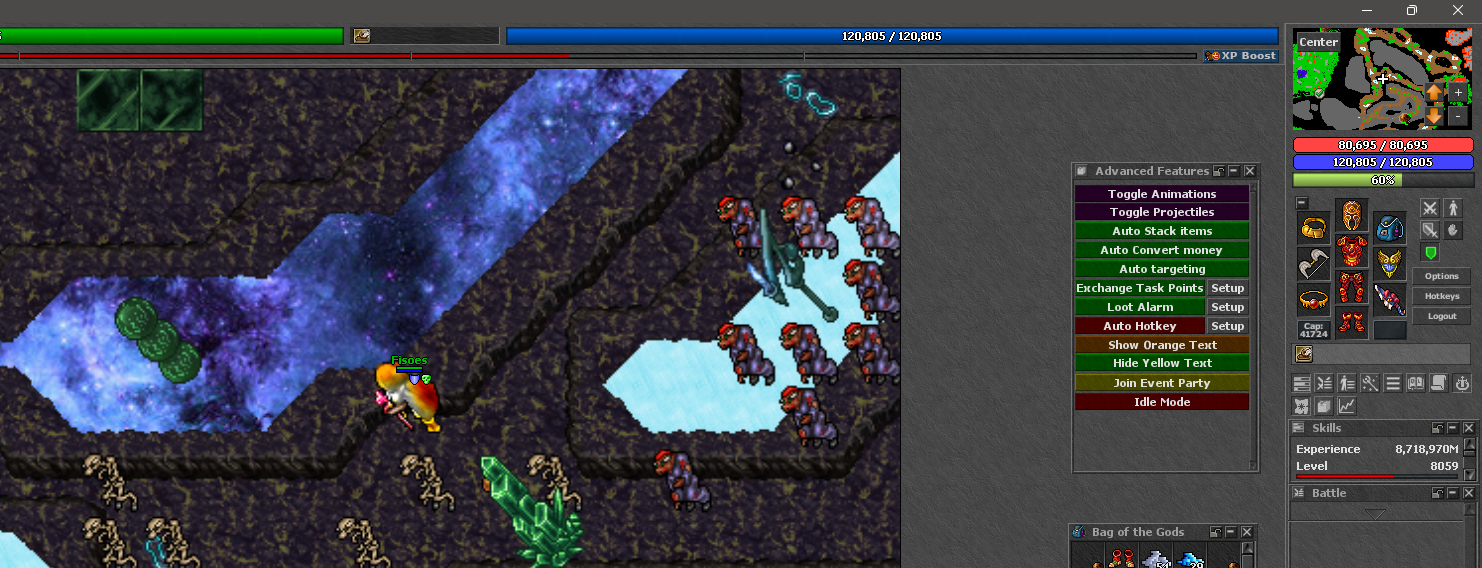 120,805 / 120,805
XP Boost
Center
+
-
80,695 / 80,695
120,805 / 120,805
60%
Advanced Features
Toggle Animations
Toggle Projectiles
Auto Stack items
Auto Convert money
Auto targeting
Exchange Task Points Setup
Loot Alarm Setup
Auto Hotkey Setup
Show Orange Text
Hide Yellow Text
Join Event Party
Idle Mode
Options
Hotkeys
Logout
Cap:
41724
Fisoes
Skills
Experience 8,718,970M
Level 8059
Battle
Bag of the Gods